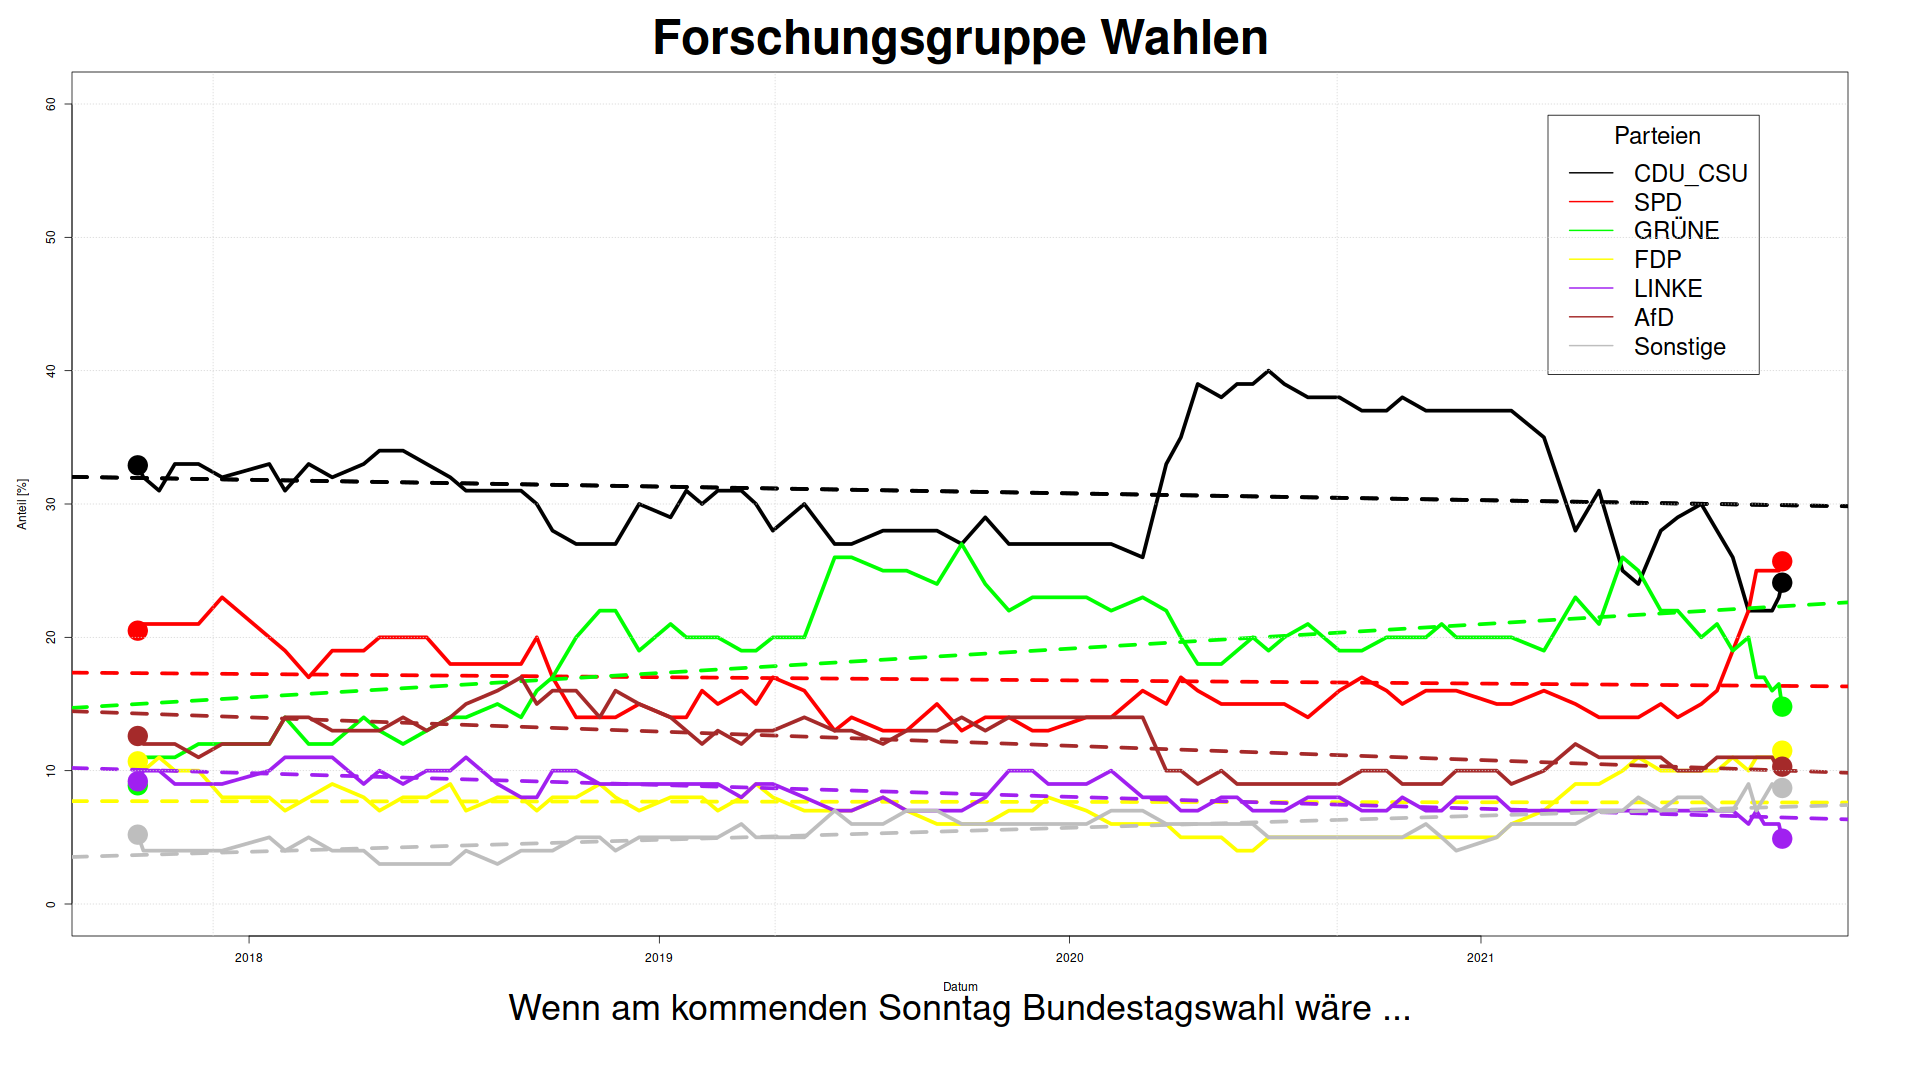 Forschungsgruppe Wahlen
Parteien
CDU_CSU
SPD
GRÜNE
FDP
LINKE
AfD
Sonstige
60
50
40
30
20
10
0
Anteil [%]
2018 2019 2020 2021
Datum
Wenn am kommenden Sonntag Bundestagswahl wäre ...